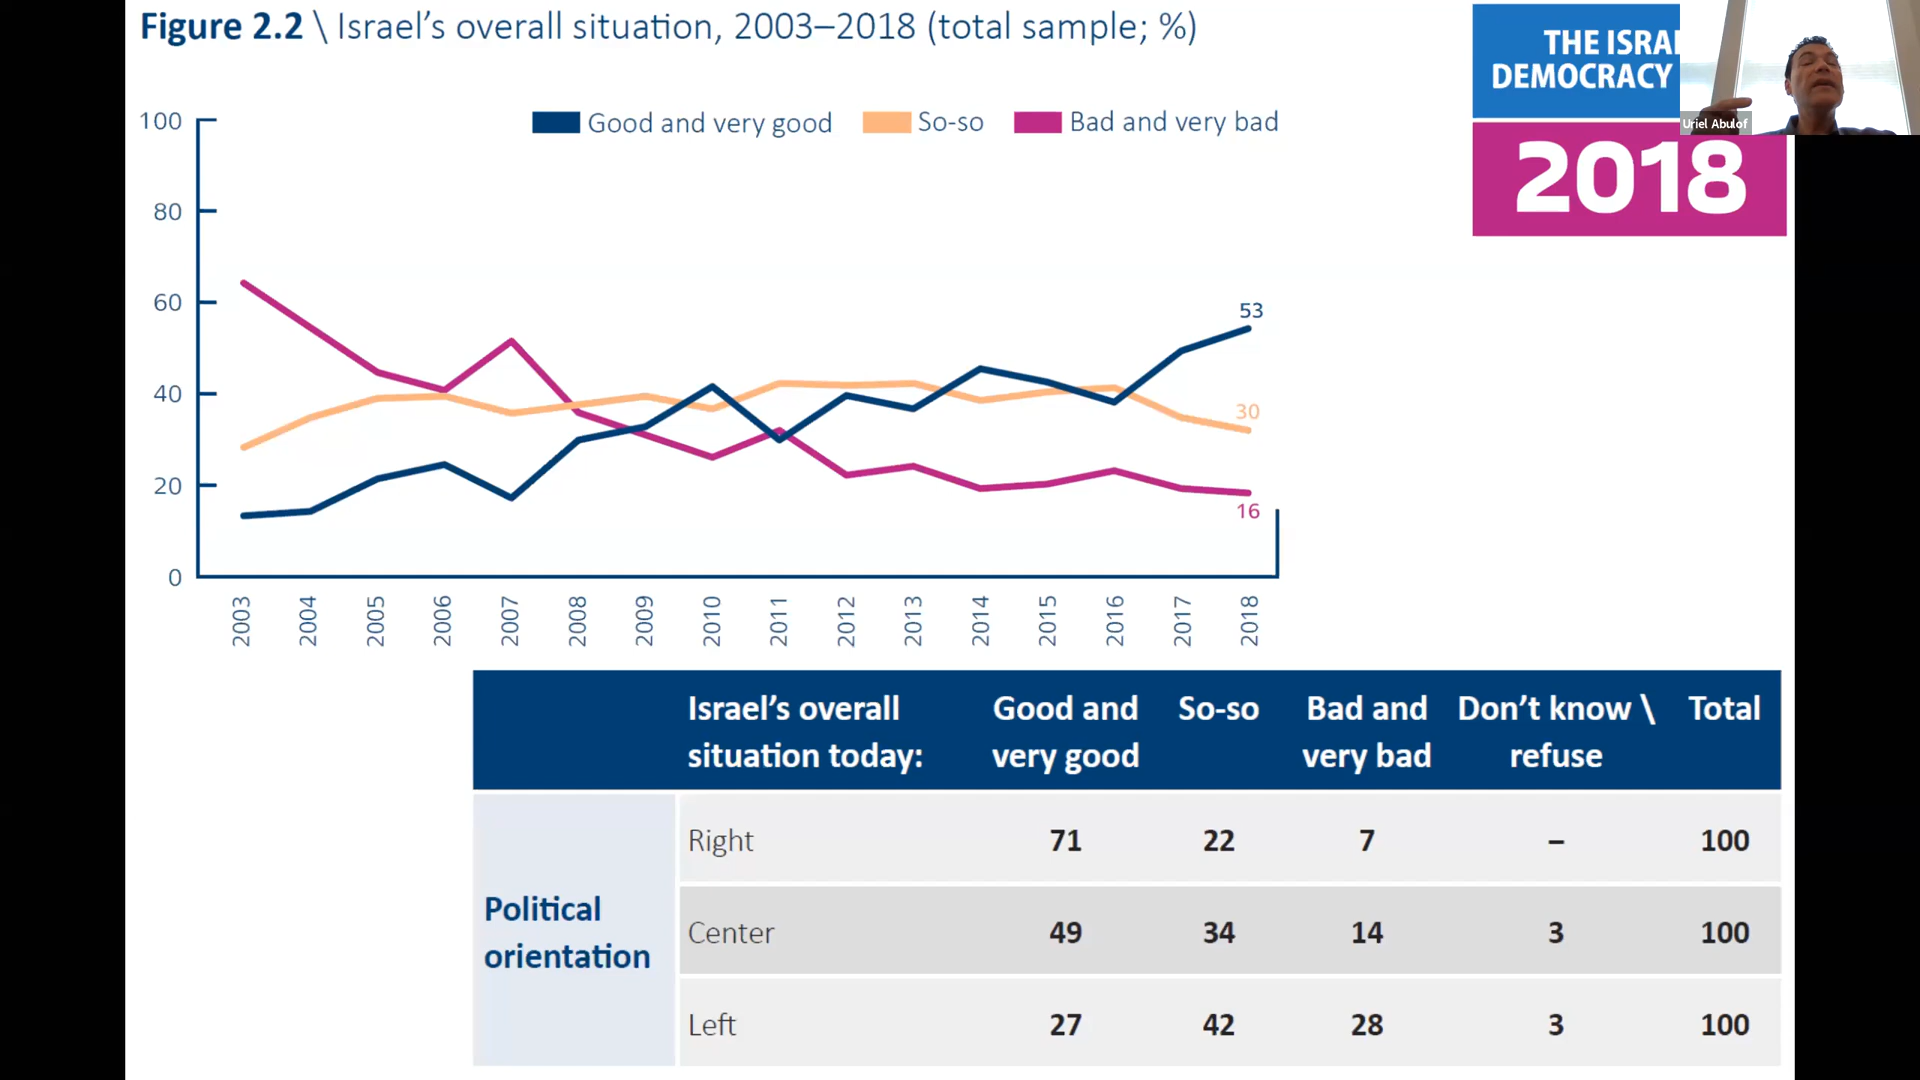 Figure 2.2 \ Israel's overall situation, 2003–2018 (total sample; %)
THE ISRA
DEMOCRACY
2018
Uriel Abulof
Good and very good
So-so
Bad and very bad
100
80
60
40
20
0
53
30
16
2003 2004 2005 2006 2007 2008 2009 2010 2011 2012 2013 2014 2015 2016 2017 2018
Israel's overall situation today: Good and very good So-so Bad and very bad Don't know \ refuse Total
Political orientation
Right 71 22 7 – 100
Center 49 34 14 3 100
Left 27 42 28 3 100